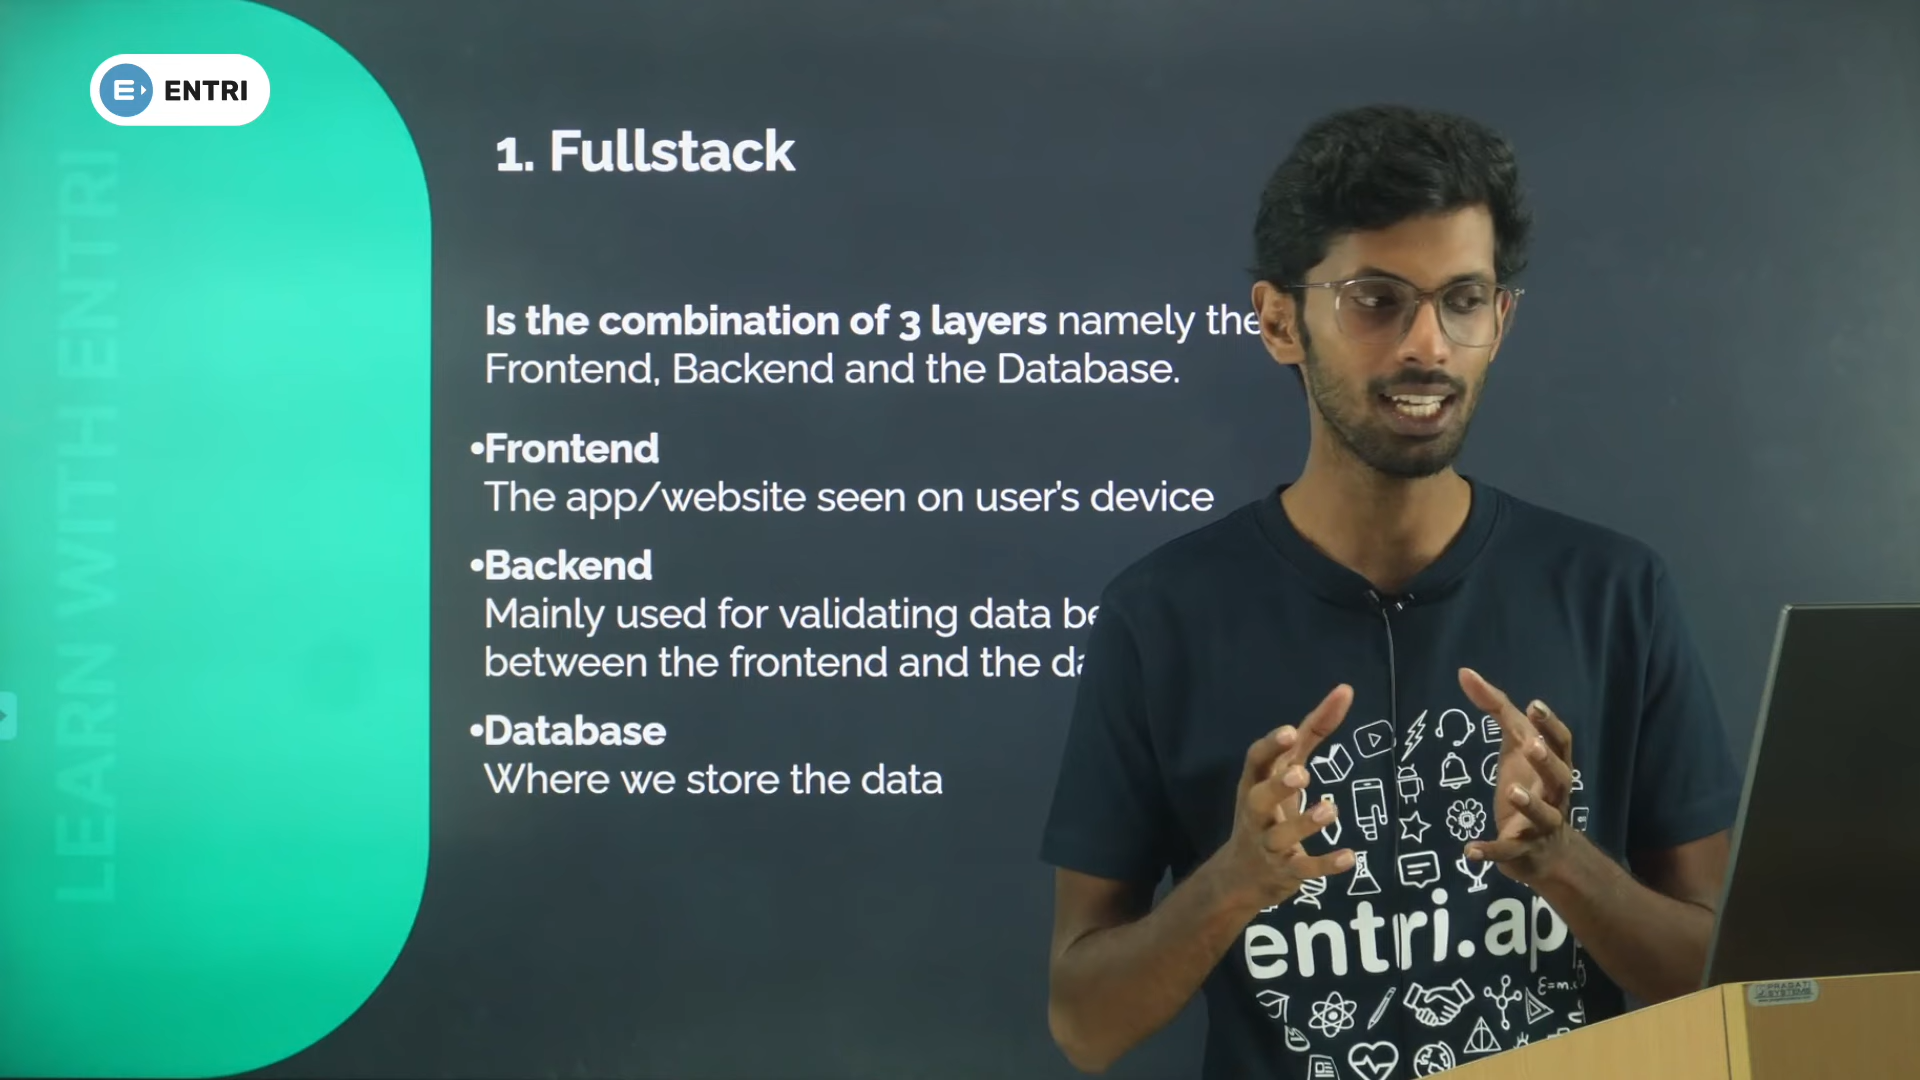 ENTRI
LEARN WITH ENTRI
1. Fullstack
Is the combination of 3 layers namely the
Frontend, Backend and the Database.
•Frontend
The app/website seen on user's device
•Backend
Mainly used for validating data
between the frontend and the
•Database
Where we store the data
entri.ap
PRAGATI
SYSTEMS